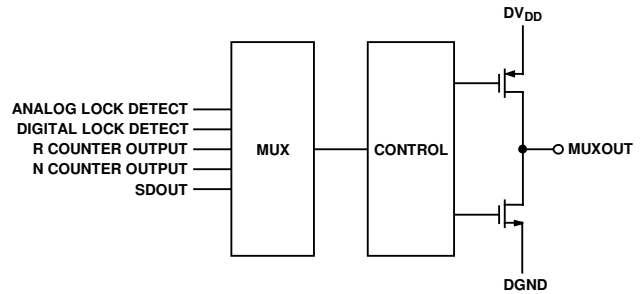 DVDD
ANALOG LOCK DETECT
DIGITAL LOCK DETECT
R COUNTER OUTPUT
N COUNTER OUTPUT
SDOUT
MUX
CONTROL
MUXOUT
DGND